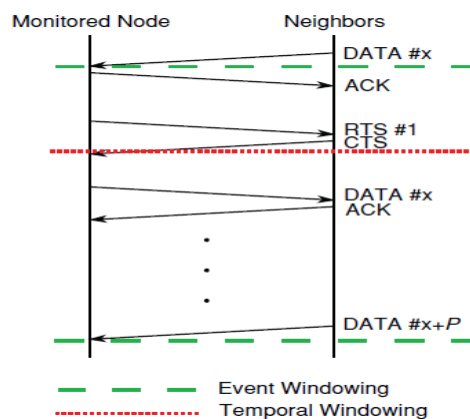 Monitored Node Neighbors
DATA #x
ACK
RTS #1
CTS
DATA #x
ACK
DATA #x+P
Event Windowing
Temporal Windowing